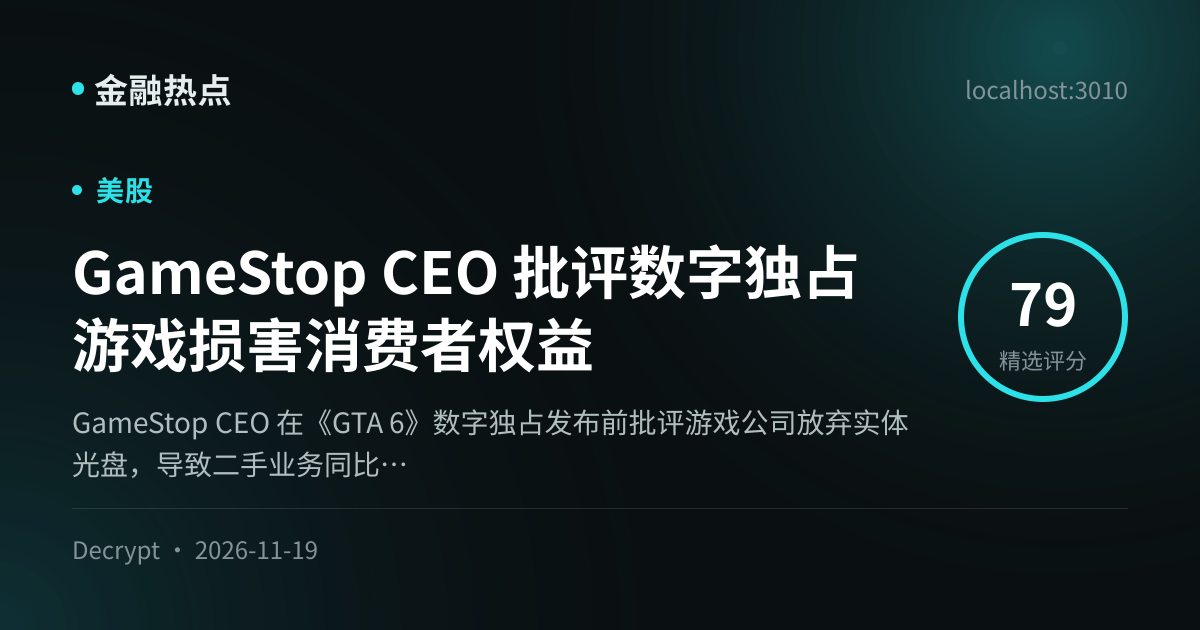 金融热点
localhost:3010
美股
GameStop CEO 批评数字独占
游戏损害消费者权益
79
精选评分
GameStop CEO 在《GTA 6》数字独占发布前批评游戏公司放弃实体
光盘，导致二手业务同比…
Decrypt · 2026-11-19